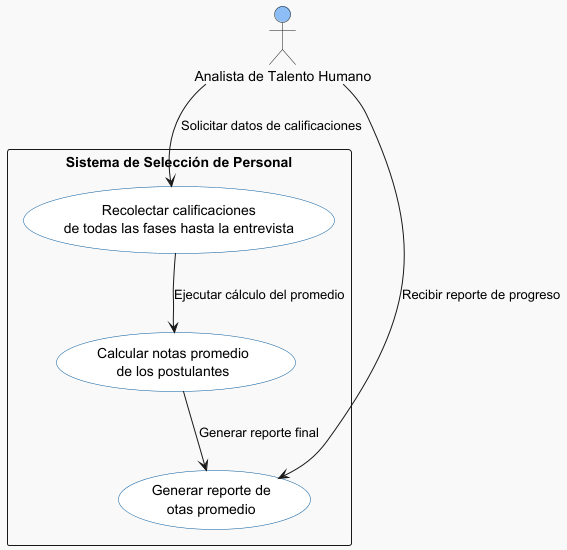 Analista de Talento Humano
Solicitar datos de calificaciones
Sistema de Selección de Personal
Recolectar calificaciones
de todas las fases hasta la entrevista
Ejecutar cálculo del promedio
Recibir reporte de progreso
Calcular notas promedio
de los postulantes
Generar reporte final
Generar reporte de
otas promedio